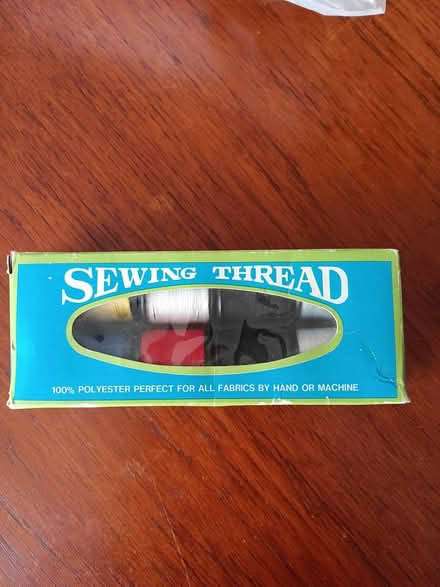 SEWING THREAD
100% POLYESTER PERFECT FOR ALL FABRICS BY HAND OR MACHINE